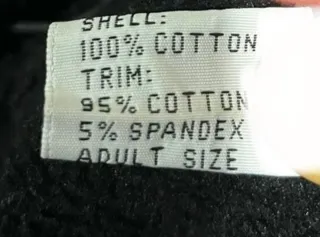 SHELL:
100% COTTON
TRIM:
95% COTTON
5% SPANDEX
ADULT SIZE